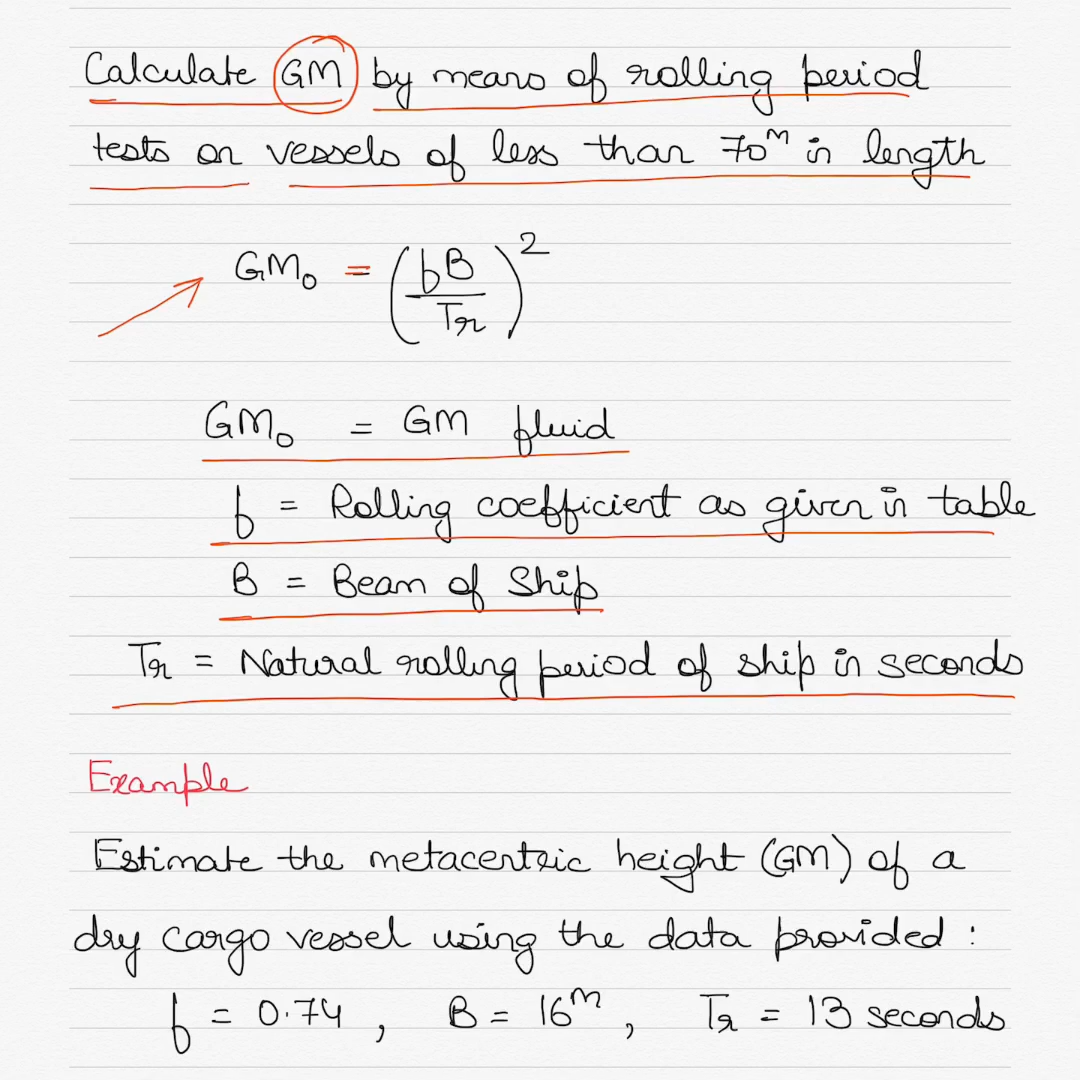 Calculate GM by means of rolling period
tests on vessels of less than 70ᵐ in length
GM₀ = (fB / Tr)²
GM₀ = GM fluid
f = Rolling coefficient as given in table
B = Beam of Ship
Tr = Natural rolling period of ship in seconds
Example
Estimate the metacentric height (GM) of a
dry cargo vessel using the data provided :
f = 0.74 , B = 16ᵐ , Tr = 13 seconds